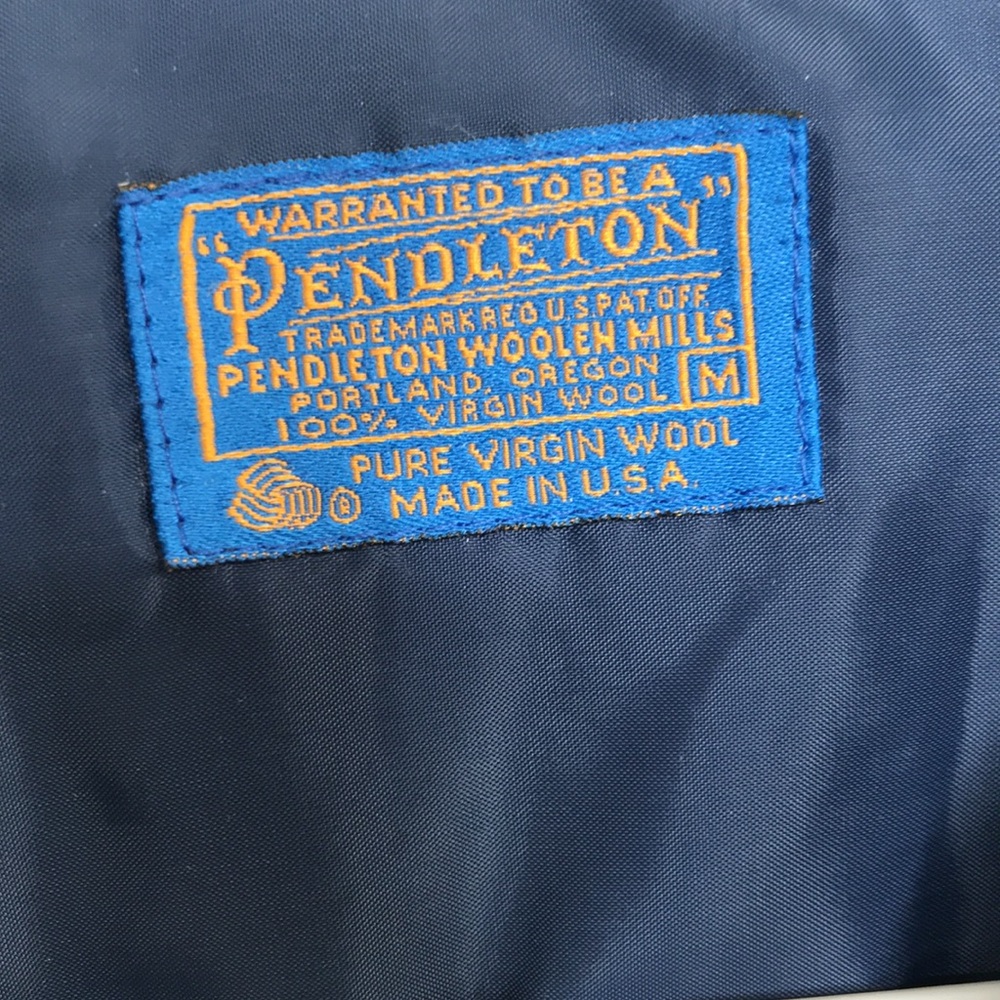 WARRANTED TO BE A
"PENDLETON"
TRADEMARK REG U.S. PAT. OFF.
PENDLETON WOOLEN MILLS
PORTLAND, OREGON
100% VIRGIN WOOL M
PURE VIRGIN WOOL
® MADE IN U.S.A.